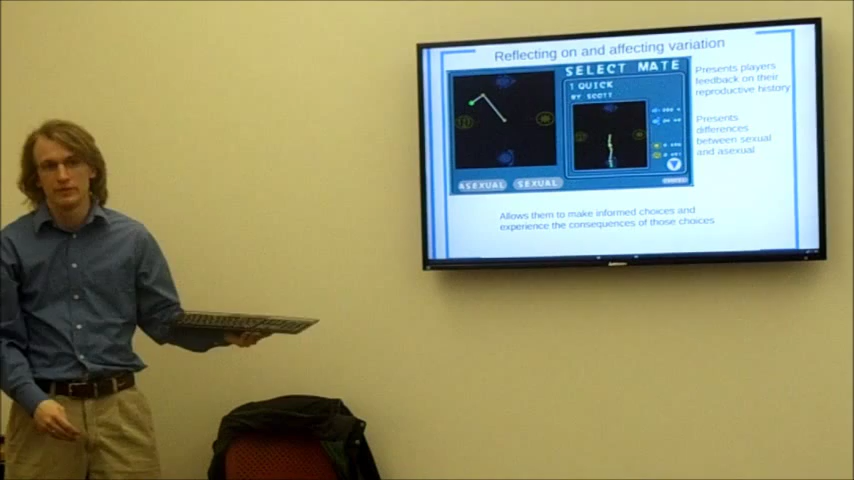 Reflecting on and affecting variation
SELECT MATE
1 QUICK
BY SCOTT
ASEXUAL
SEXUAL
Presents players
feedback on their
reproductive history
Presents
differences
between sexual
and asexual
Allows them to make informed choices and
experience the consequences of those choices